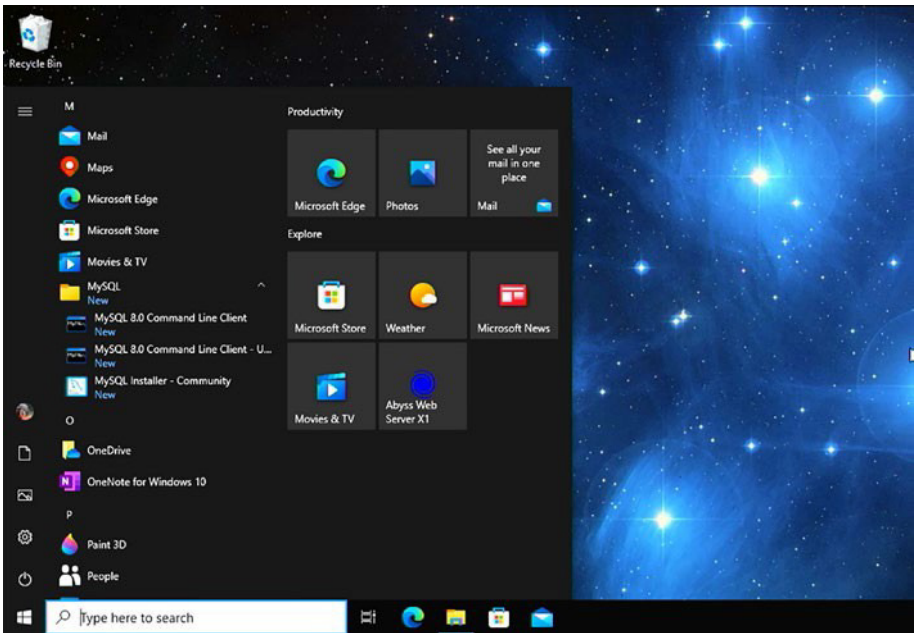 Recycle Bin
M
Mail
Maps
Microsoft Edge
Microsoft Store
Movies & TV
MySQL
New
MySQL 8.0 Command Line Client
New
MySQL 8.0 Command Line Client - U...
New
MySQL Installer - Community
New
O
OneDrive
OneNote for Windows 10
P
Paint 3D
People
Productivity
Microsoft Edge
Photos
See all your
mail in one
place
Mail
Explore
Microsoft Store
Weather
Microsoft News
Movies & TV
Abyss Web
Server X1
Type here to search